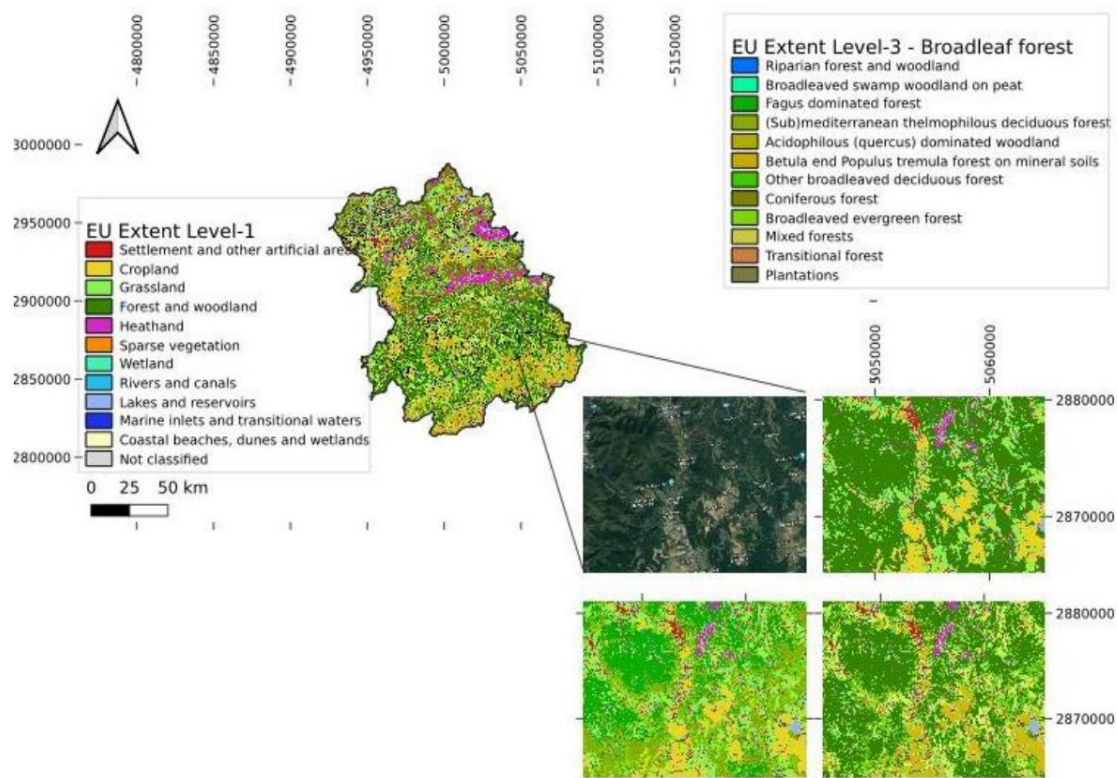 4800000
4850000
4900000
4950000
5000000
5050000
5100000
5150000
3000000
2950000
2900000
2850000
2800000
EU Extent Level-3 - Broadleaf forest
Riparian forest and woodland
Broadleaved swamp woodland on peat
Fagus dominated forest
(Sub)mediterranean thelmophilous deciduous forest
Acidophilous (quercus) dominated woodland
Betula end Populus tremula forest on mineral soils
Other broadleaved deciduous forest
Coniferous forest
Broadleaved evergreen forest
Mixed forests
Transitional forest
Plantations
EU Extent Level-1
Settlement and other artificial area
Cropland
Grassland
Forest and woodland
Heathand
Sparse vegetation
Wetland
Rivers and canals
Lakes and reservoirs
Marine inlets and transitional waters
Coastal beaches, dunes and wetlands
Not classified
0 25 50 km
5050000
5060000
2880000
2870000
2880000
2870000